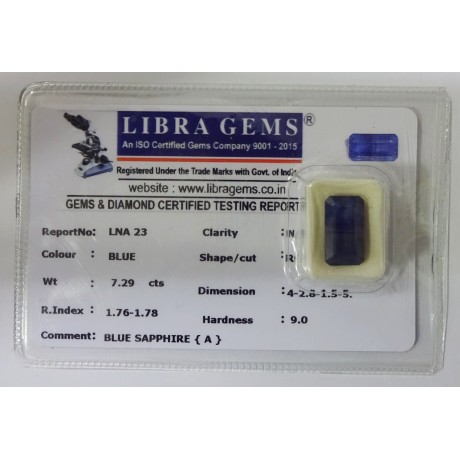 LIBRA GEMS®
An ISO Certified Gems Company 9001 - 2015
Registered Under the Trade Marks with Govt. of
website : www.libragems.co.in
GEMS & DIAMOND CERTIFIED TESTING REPORT
ReportNo: LNA 23 Clarity :
Colour : BLUE Shape/cut :
Wt : 7.29 cts Dimension : 4-2.8-1.5-5.
R.Index : 1.76-1.78 Hardness : 9.0
Comment: BLUE SAPPHIRE { A }